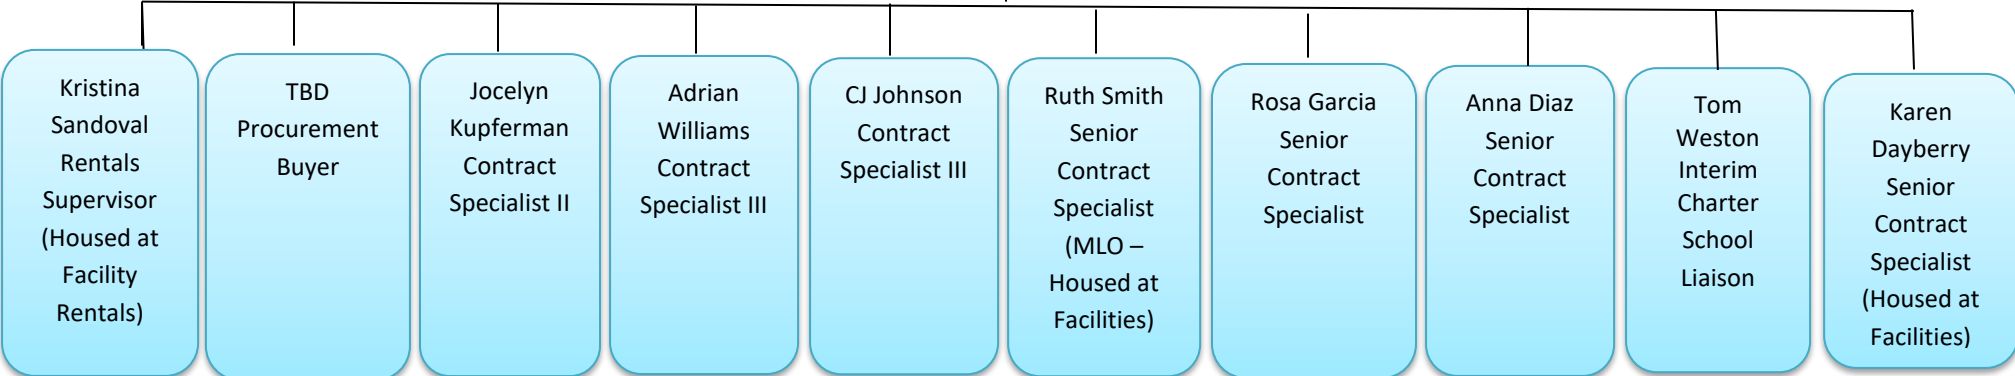 Kristina
Sandoval
Rentals
Supervisor
(Housed at
Facility
Rentals)
TBD
Procurement
Buyer
Jocelyn
Kupferman
Contract
Specialist II
Adrian
Williams
Contract
Specialist III
CJ Johnson
Contract
Specialist III
Ruth Smith
Senior
Contract
Specialist
(MLO –
Housed at
Facilities)
Rosa Garcia
Senior
Contract
Specialist
Anna Diaz
Senior
Contract
Specialist
Tom
Weston
Interim
Charter
School
Liaison
Karen
Dayberry
Senior
Contract
Specialist
(Housed at
Facilities)